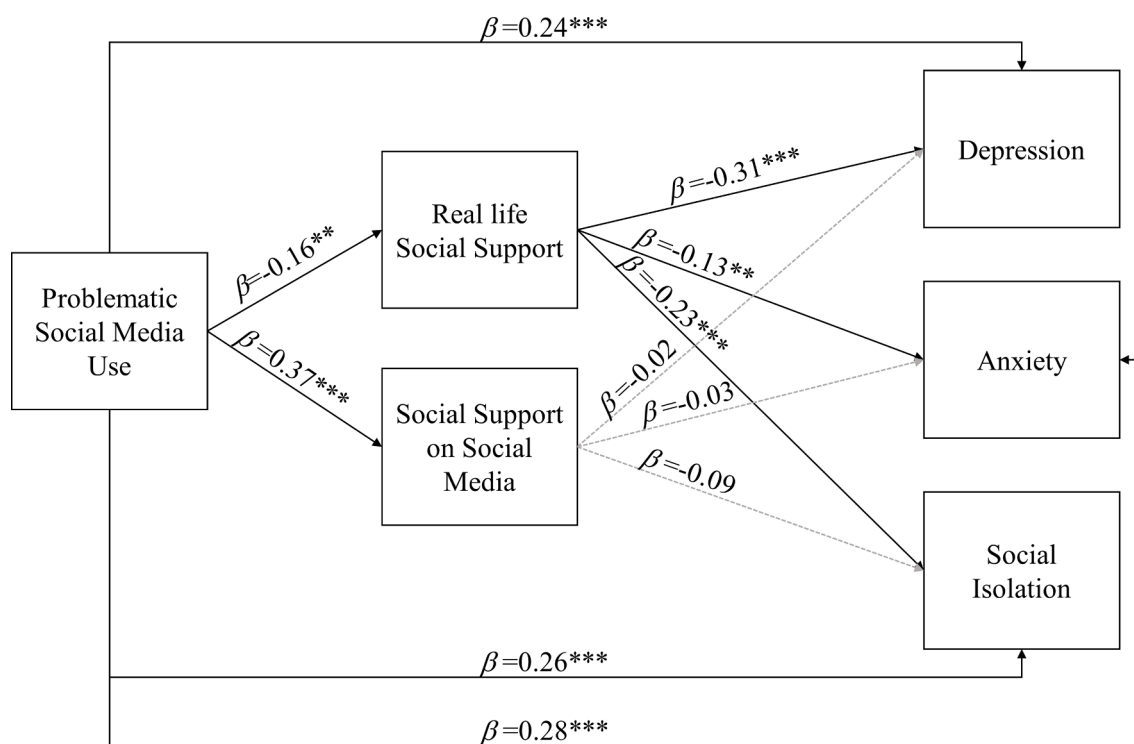 β=0.24***
Depression
β=-0.31***
Real life
Social Support
β=-0.16**
β=-0.13**
β=-0.23***
Problematic
Social Media
Use
β=0.37***
β=-0.02
Anxiety
β=-0.03
Social Support
on Social
Media
β=-0.09
Social
Isolation
β=0.26***
β=0.28***